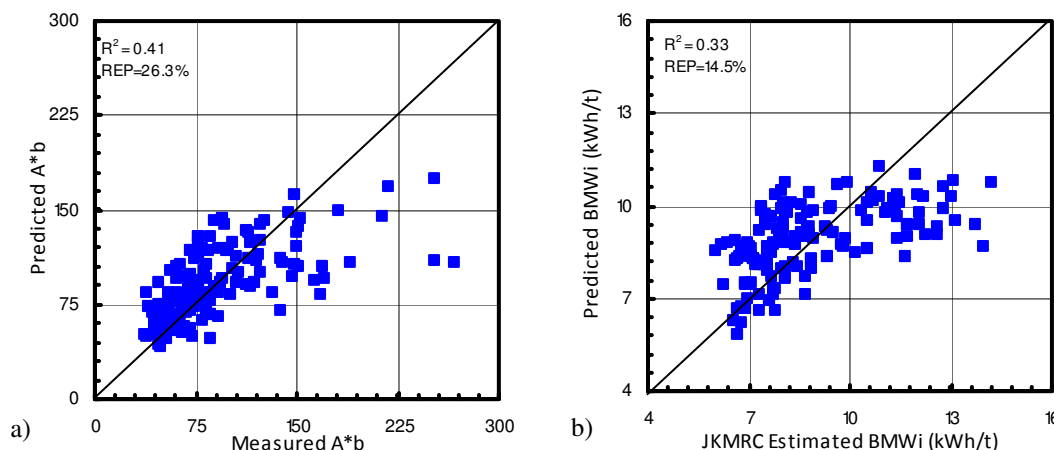 300
R² = 0.41
REP=26.3%
225
Predicted A*b
150
75
0
a)
0 75 150 225 300
Measured A*b
16
R² = 0.33
REP=14.5%
13
Predicted BMWi (kWh/t)
10
7
4
b)
4 7 10 13 16
JKMRC Estimated BMWi (kWh/t)